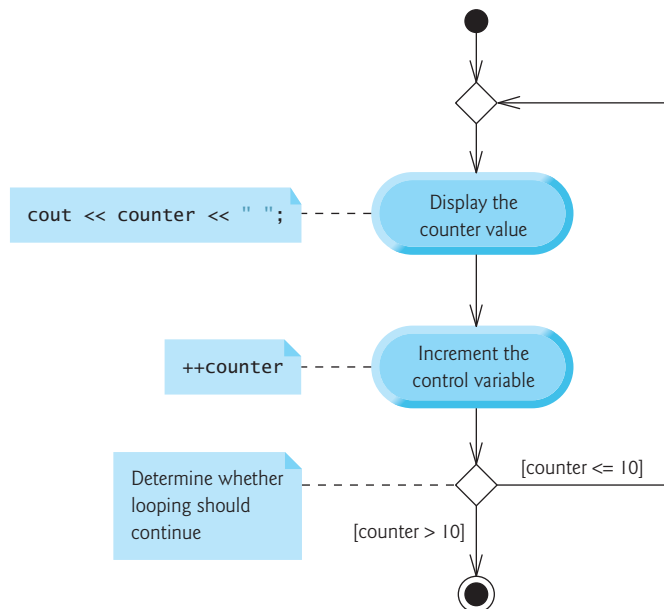 cout << counter << " ";
Display the
counter value
++counter
Increment the
control variable
Determine whether
looping should
continue
[counter <= 10]
[counter > 10]